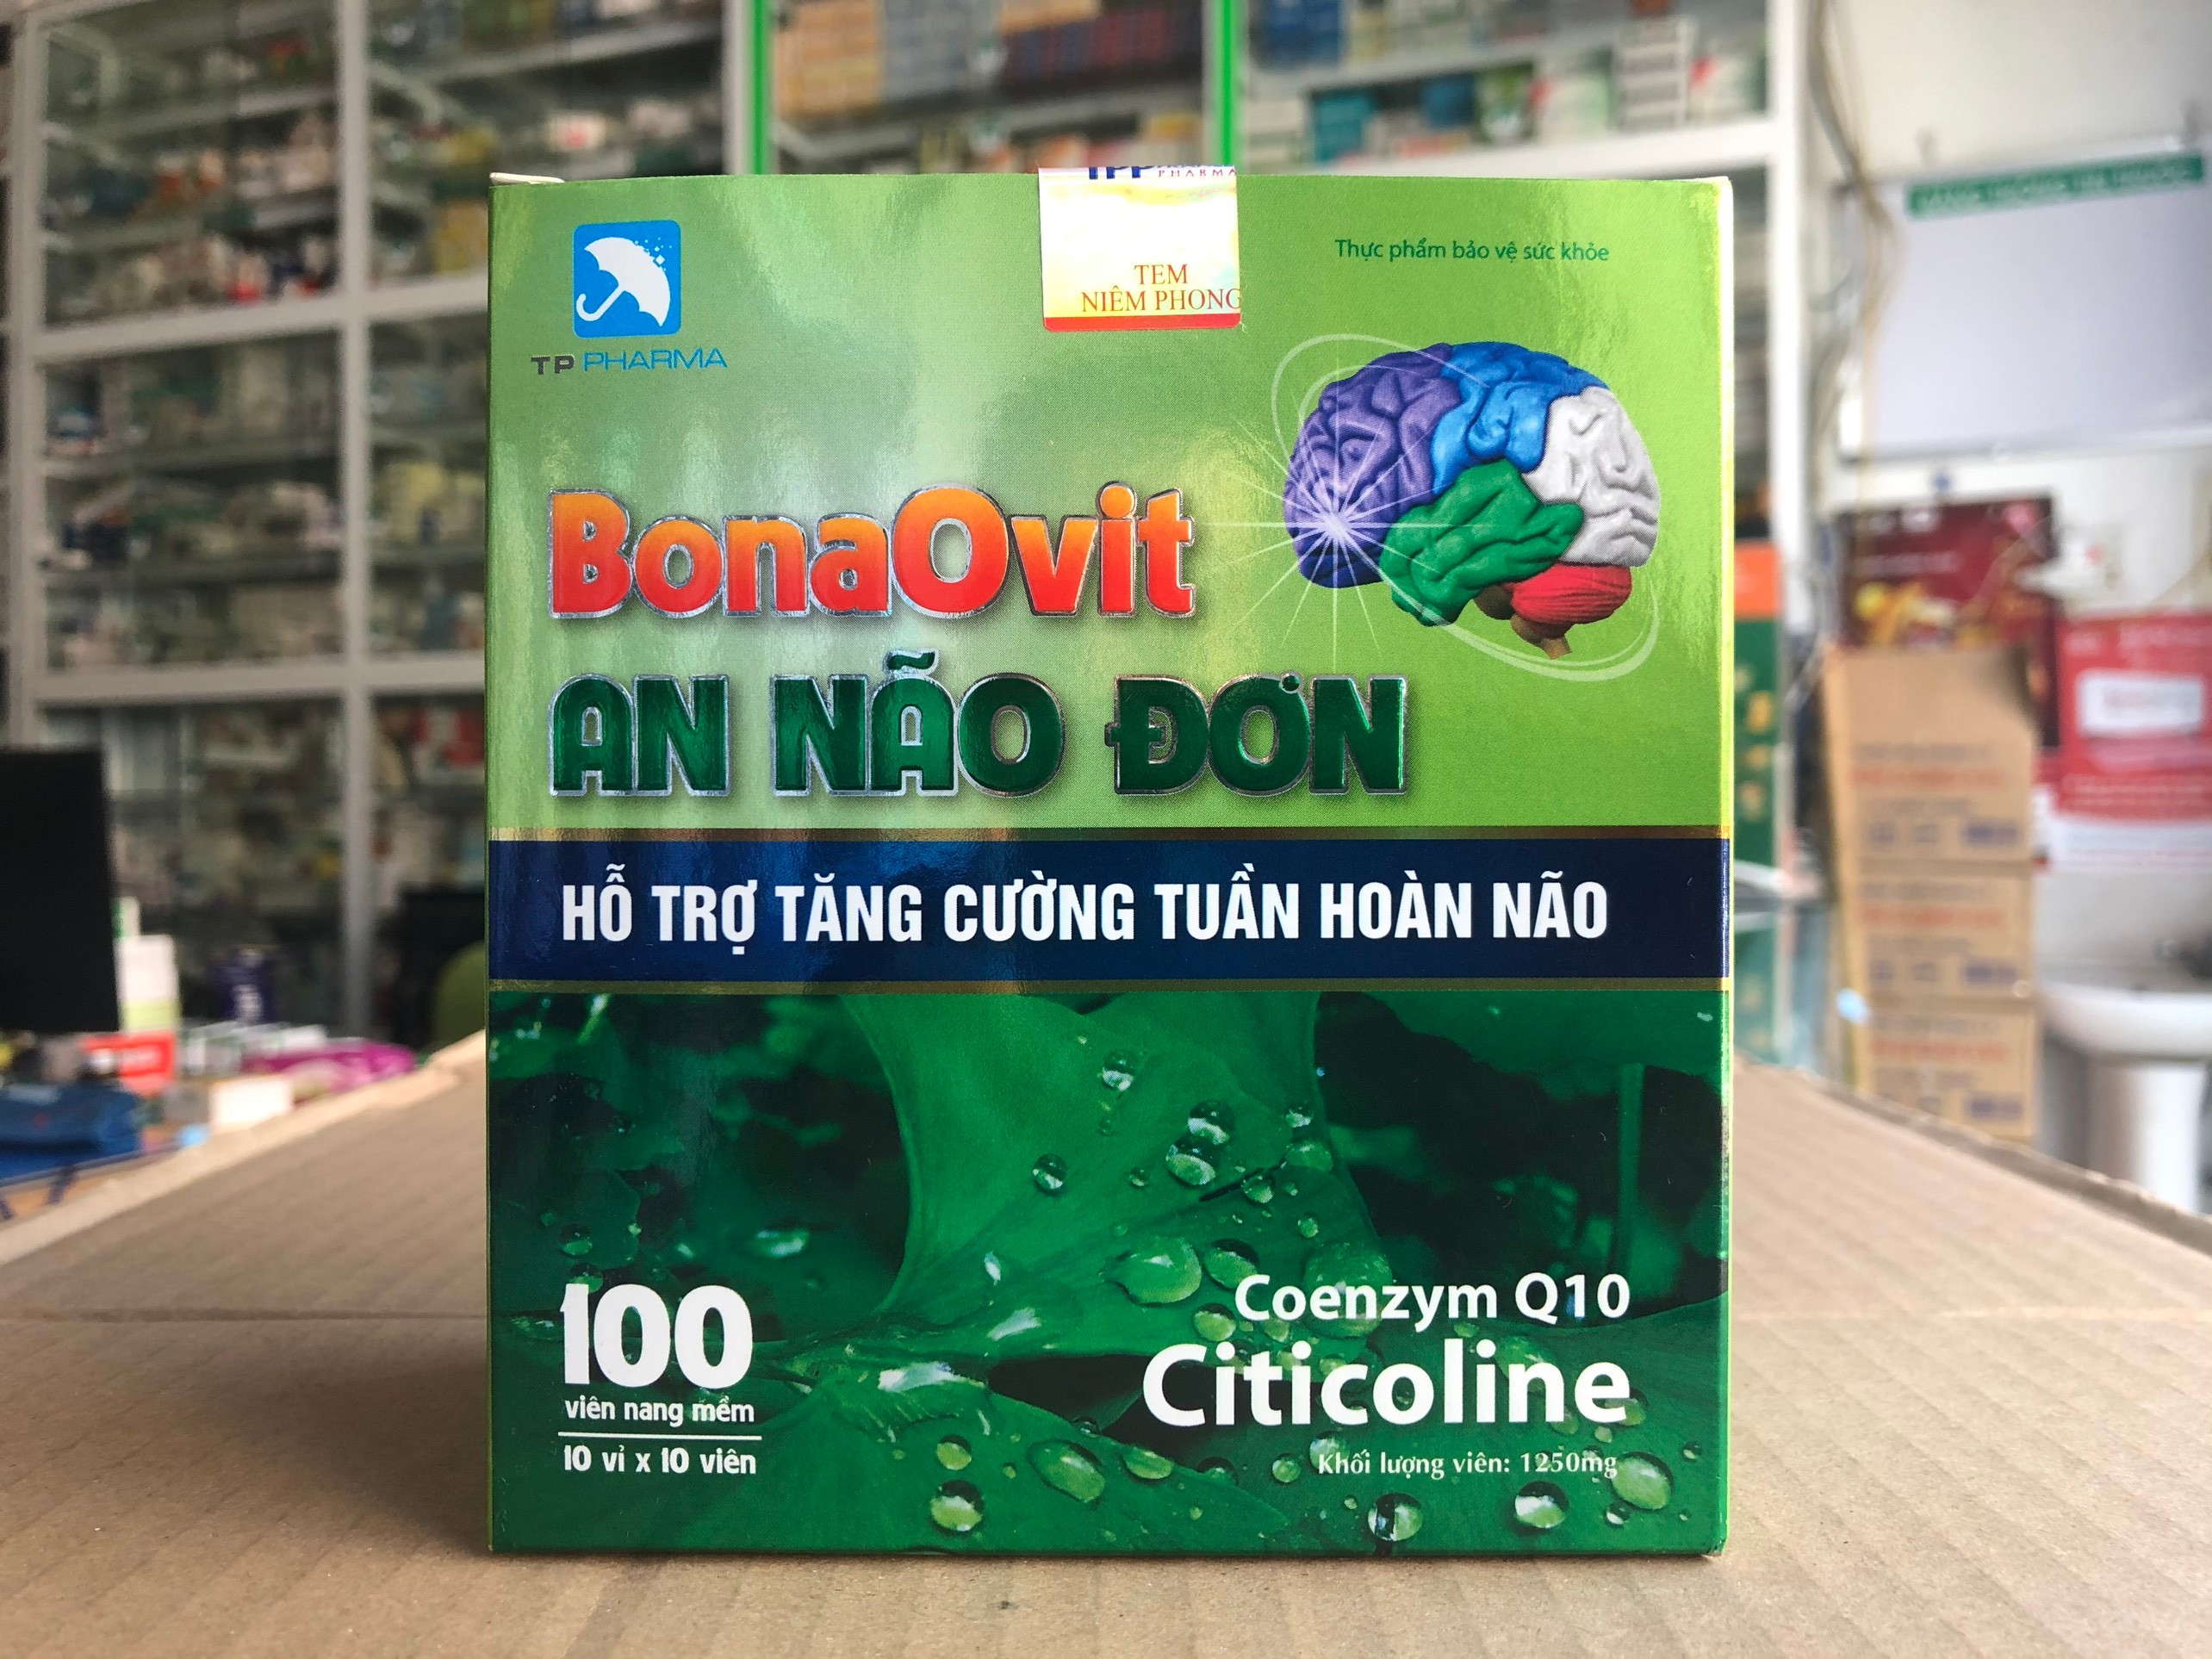 PHARMA
TEM
NIÊM PHONG
Thực phẩm bảo vệ sức khỏe
TP PHARMA
BonaOvit
AN NÃO ĐƠN
HỖ TRỢ TĂNG CƯỜNG TUẦN HOÀN NÃO
100
viên nang mềm
10 vỉ x 10 viên
Coenzym Q10
Citicoline
Khối lượng viên: 1250mg